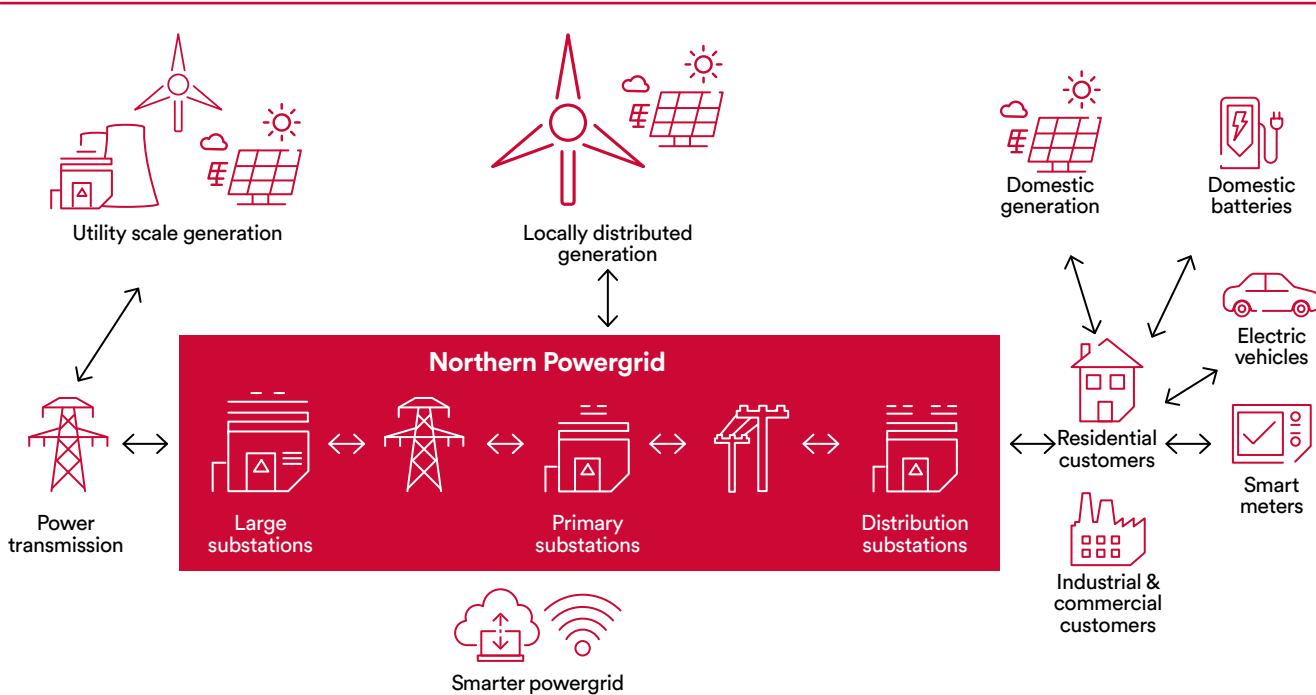 Utility scale generation
Locally distributed
generation
Domestic
generation
Domestic
batteries
Electric
vehicles
Northern Powergrid
Power
transmission
Large
substations
Primary
substations
Distribution
substations
Residential
customers
Smart
meters
Industrial &
commercial
customers
Smarter powergrid